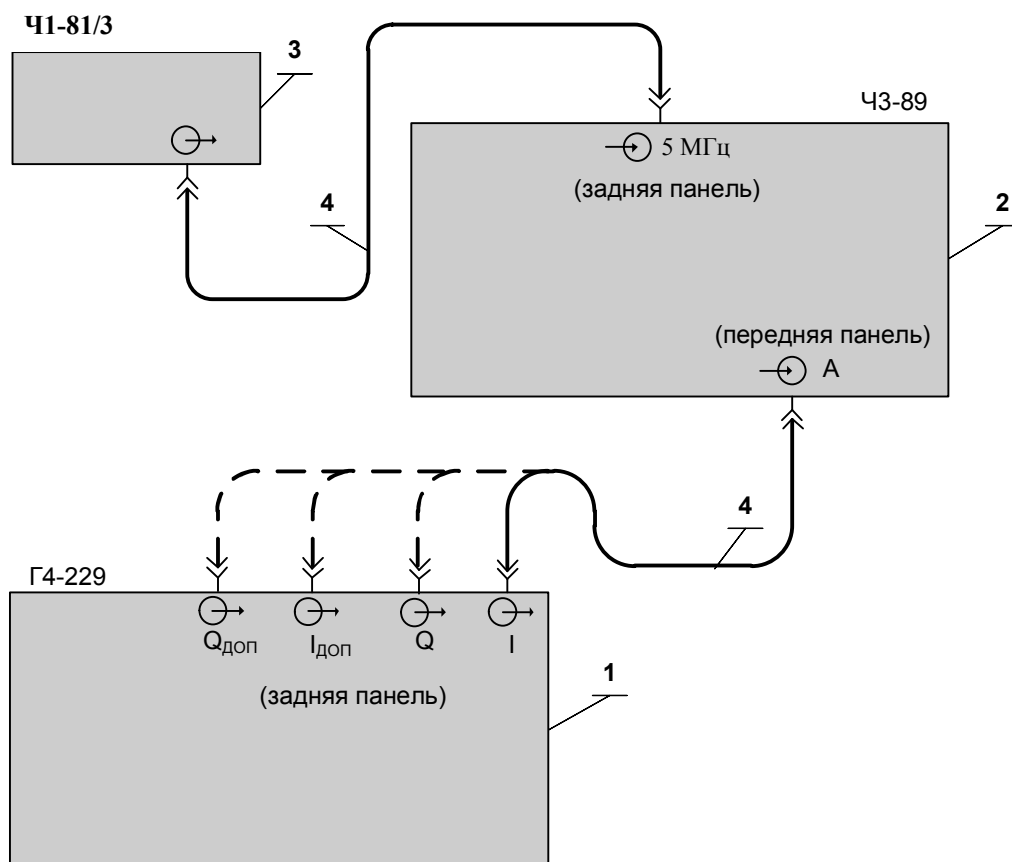 Ч1-81/3
3
Ч3-89
5 МГц
(задняя панель)
4
2
(передняя панель)
А
4
Г4-229
QДОП
IДОП
Q
I
(задняя панель)
1